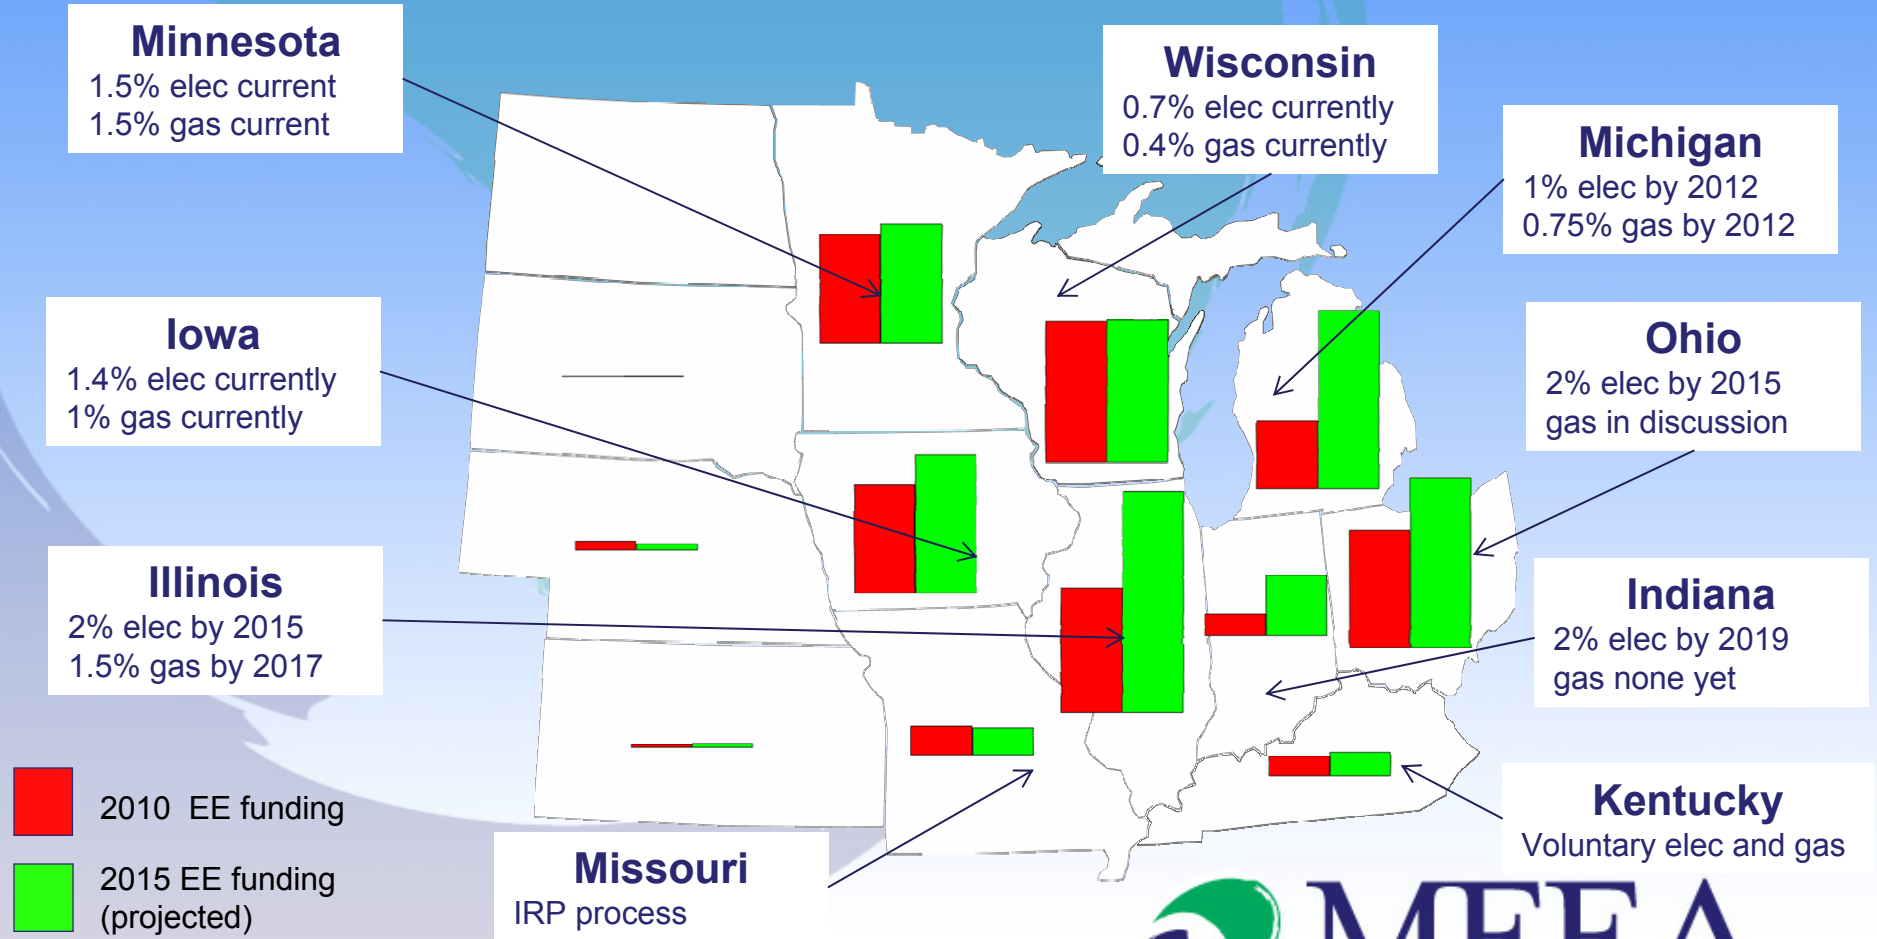 Minnesota
1.5% elec current
1.5% gas current
Wisconsin
0.7% elec currently
0.4% gas currently
Michigan
1% elec by 2012
0.75% gas by 2012
Iowa
1.4% elec currently
1% gas currently
Ohio
2% elec by 2015
gas in discussion
Illinois
2% elec by 2015
1.5% gas by 2017
Indiana
2% elec by 2019
gas none yet
Kentucky
Voluntary elec and gas
Missouri
IRP process
2010 EE funding
2015 EE funding
(projected)
MEEA